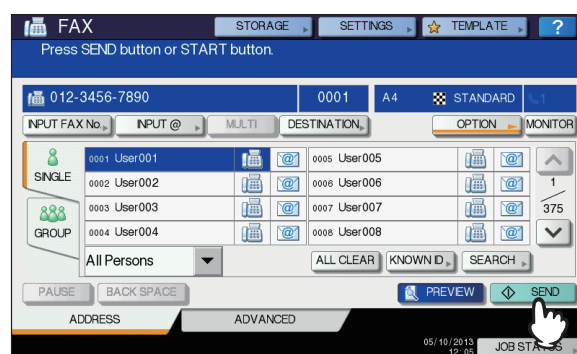 FAX STORAGE SETTINGS TEMPLATE ?
Press SEND button or START button.
012-3456-7890 0001 A4 STANDARD 1
INPUT FAX No. INPUT @ MULTI DESTINATION OPTION MONITOR
SINGLE
0001 User001 @ 0005 User005 @
0002 User002 @ 0006 User006 @
1
GROUP
0003 User003 @ 0007 User007 @
375
0004 User004 @ 0008 User008 @
All Persons ALL CLEAR KNOWN ID SEARCH
PAUSE BACK SPACE PREVIEW SEND
ADDRESS ADVANCED
05/10/2013
12:05
JOB STATUS